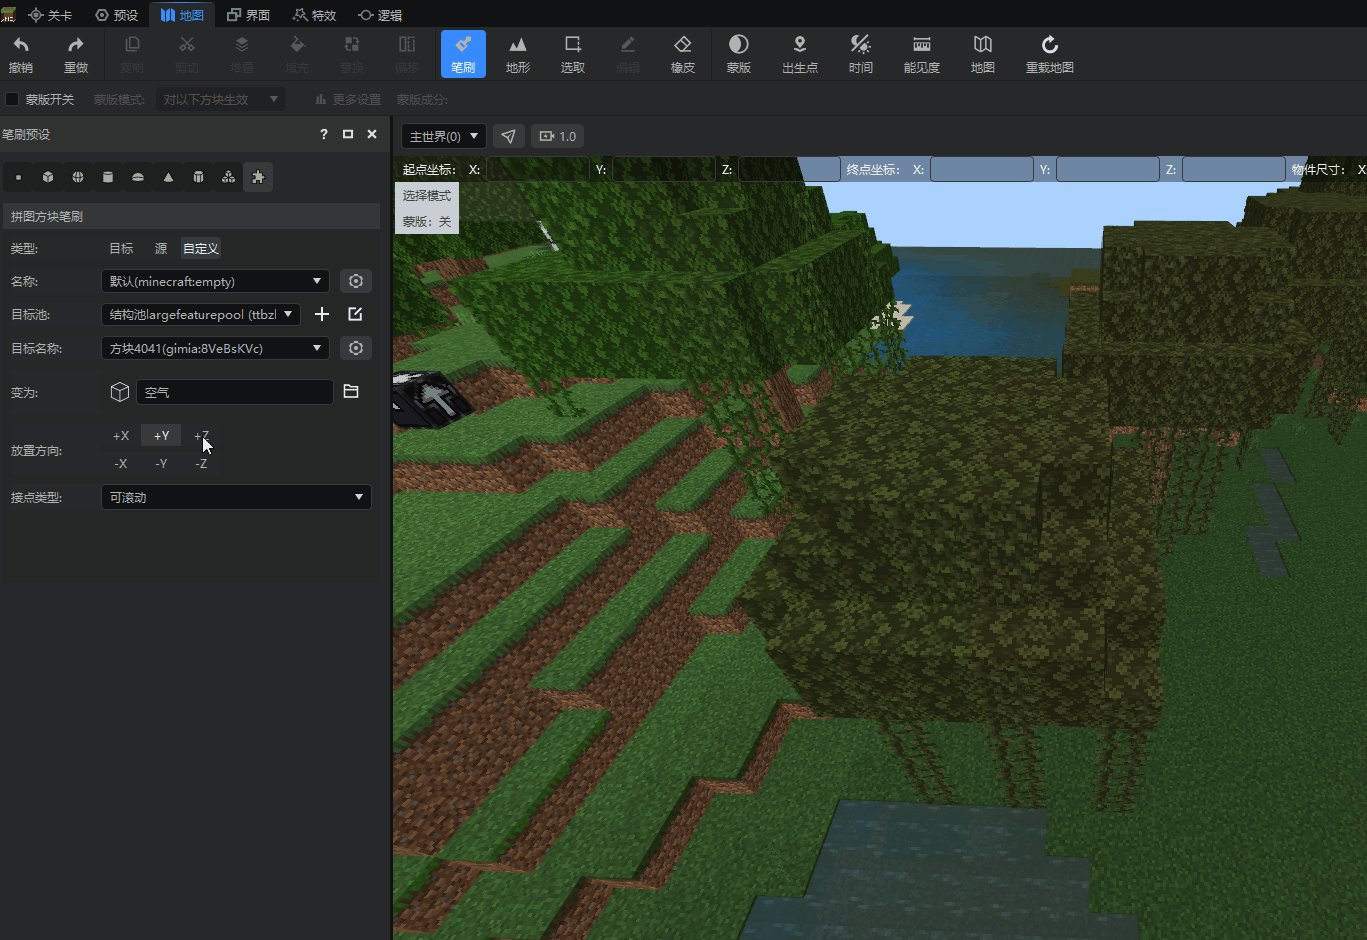 关卡 预设 地图 界面 特效 逻辑
撤销 重做 复制 剪切 堆叠 填充 替换 偏移 笔刷 地形 选取 编辑 橡皮 蒙版 出生点 时间 能见度 地图 重载地图
蒙版开关 蒙版模式: 对以下方块生效 更多设置 蒙版成分:
笔刷预设 ?
主世界(0) 1.0
起点坐标: X: Y: Z: 终点坐标: X: Y: Z: 物件尺寸: X
选择模式
蒙版: 关
拼图方块笔刷
类型: 目标 源 自定义
名称: 默认(minecraft:empty)
目标池: 结构池largefeaturepool (ttbzl
目标名称: 方块4041(gimia:8VeBsKVc)
变为: 空气
放置方向:
+X +Y +Z
-X -Y -Z
接点类型: 可滚动